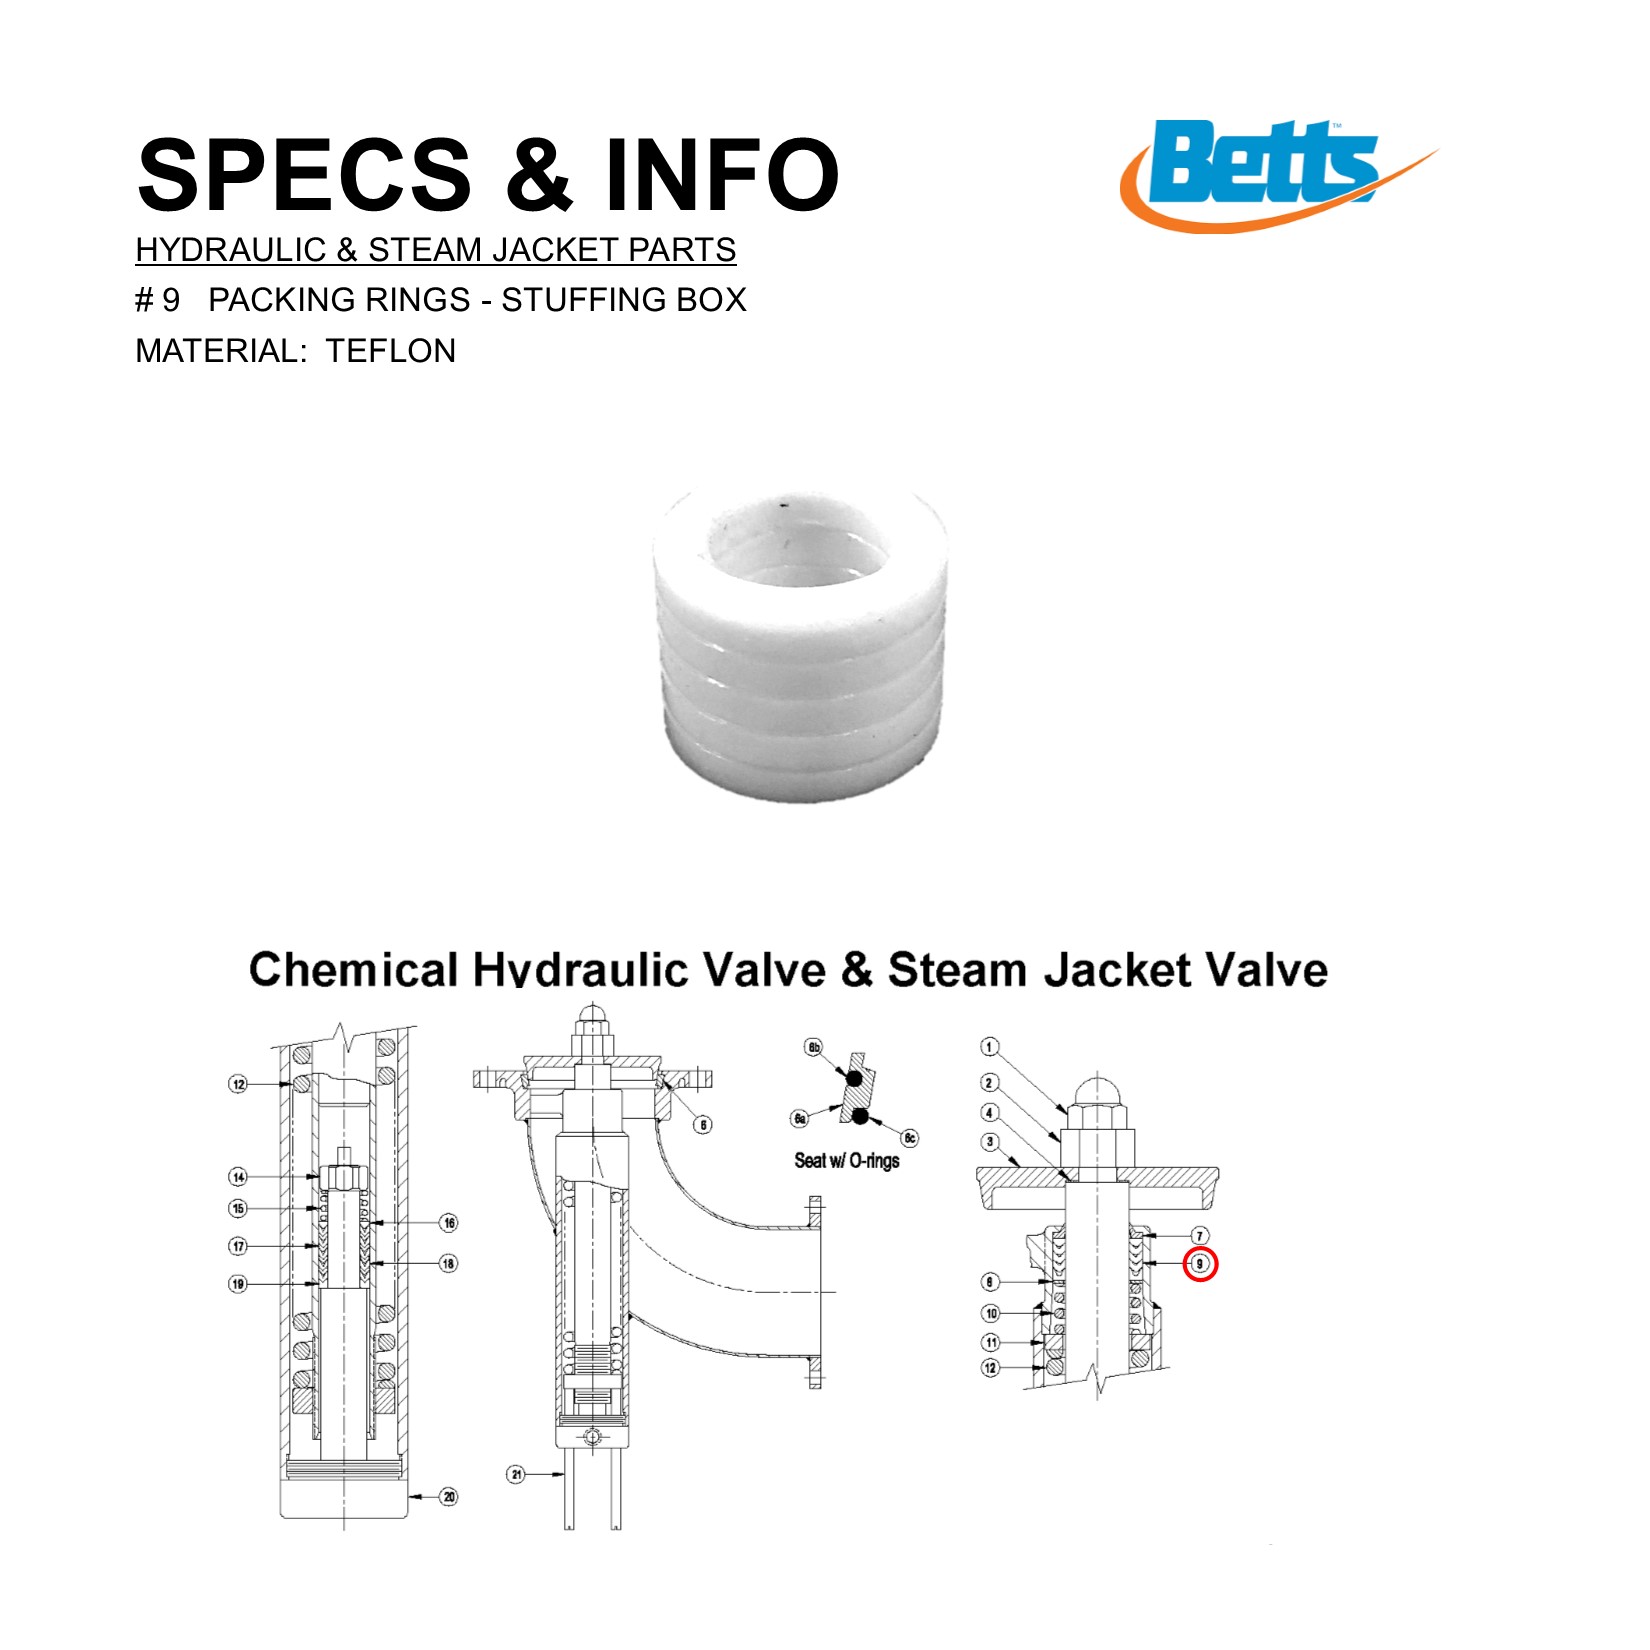 SPECS & INFO
Betts™
HYDRAULIC & STEAM JACKET PARTS
# 9 PACKING RINGS - STUFFING BOX
MATERIAL: TEFLON
Chemical Hydraulic Valve & Steam Jacket Valve
12
14
15
17
19
16
18
20
21
6
6b
6a
6c
Seat w/ O-rings
1
2
4
3
7
9
8
10
11
12